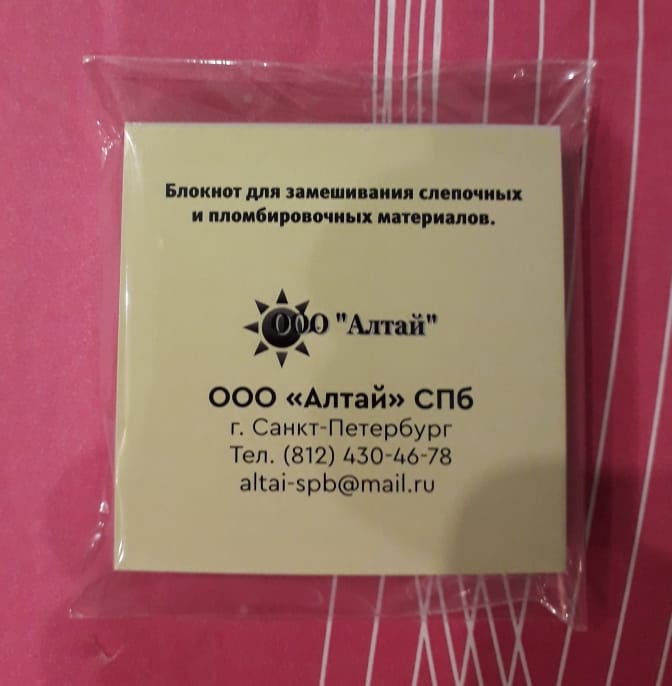 Блокнот для замешивания слепочных
и пломбировочных материалов.
ООО "Алтай"
ООО «Алтай» СПб
г. Санкт-Петербург
Тел. (812) 430-46-78
altai-spb@mail.ru